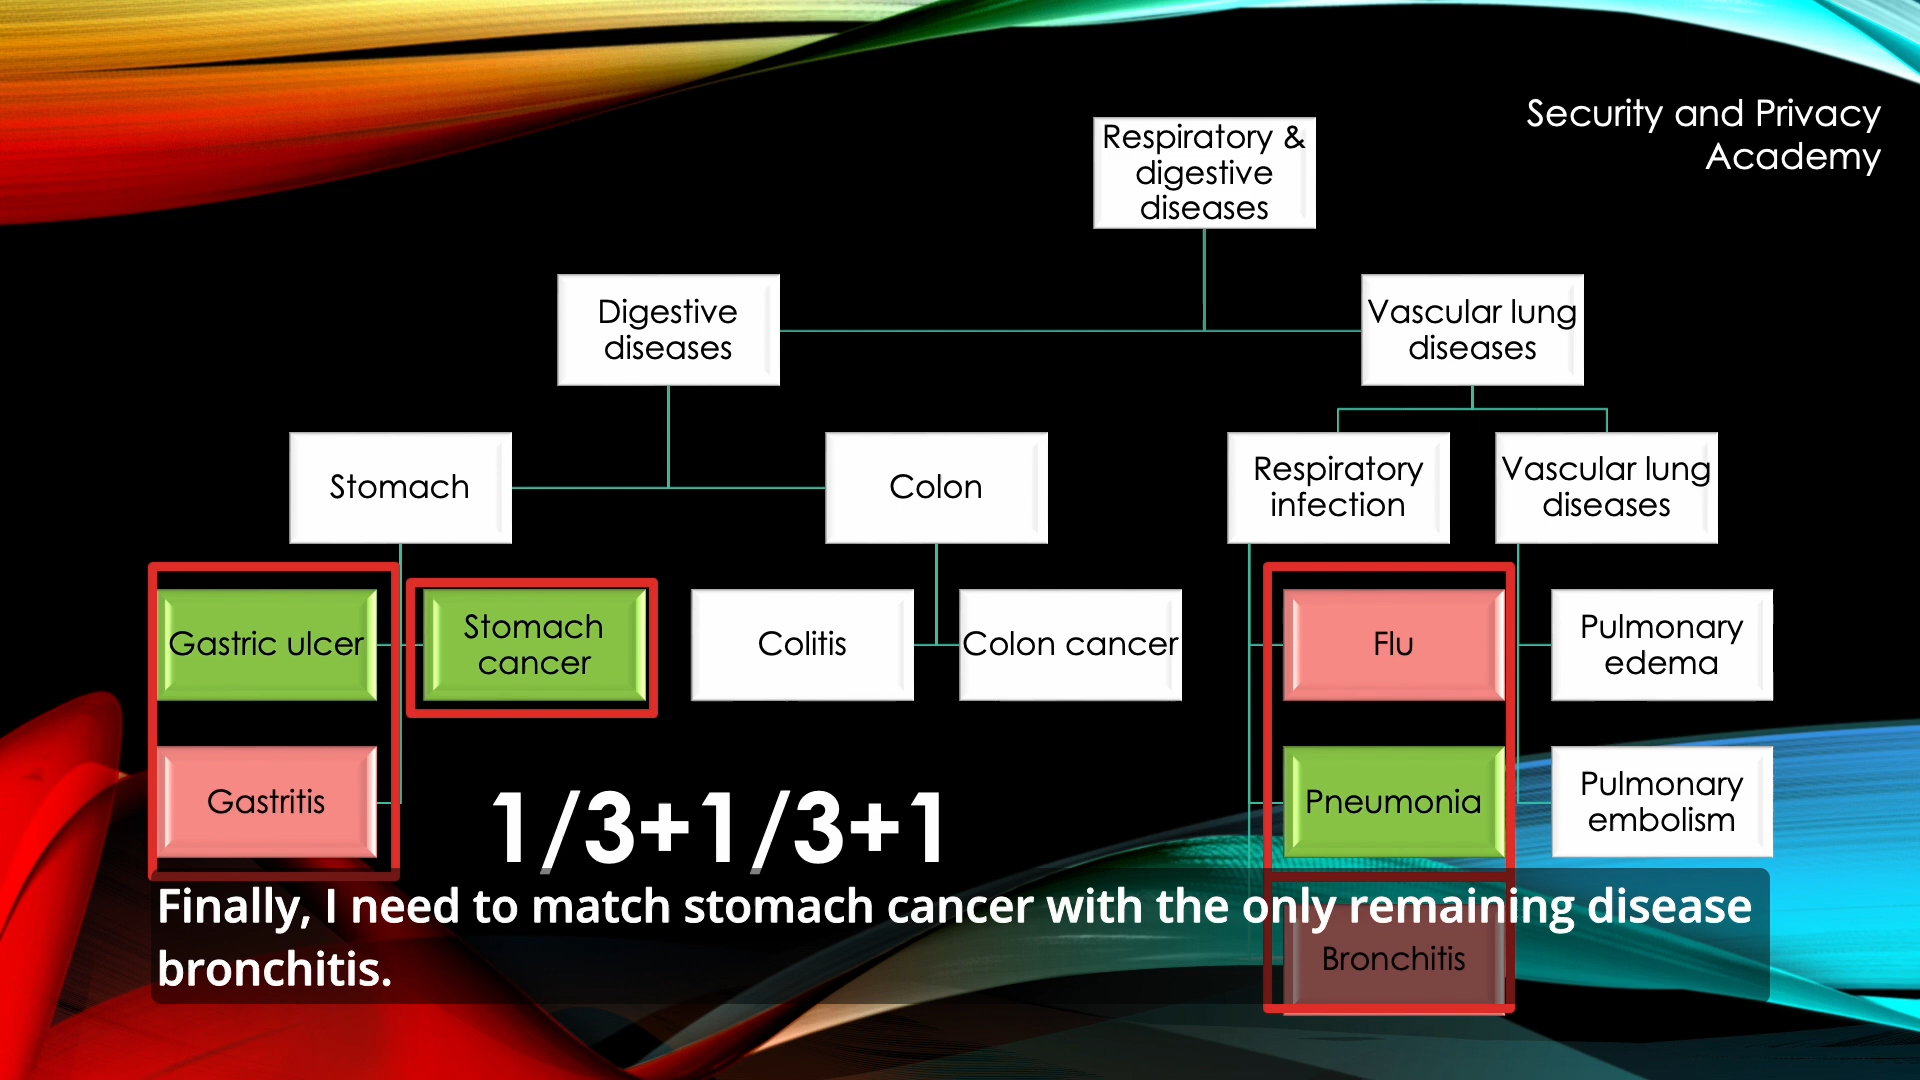 Security and Privacy
Academy
Respiratory &
digestive
diseases
Digestive
diseases
Vascular lung
diseases
Stomach
Colon
Respiratory
infection
Vascular lung
diseases
Gastric ulcer
Stomach
cancer
Colitis
Colon cancer
Flu
Pulmonary
edema
Gastritis
Pneumonia
Pulmonary
embolism
1/3+1/3+1
Finally, I need to match stomach cancer with the only remaining disease
bronchitis.
Bronchitis